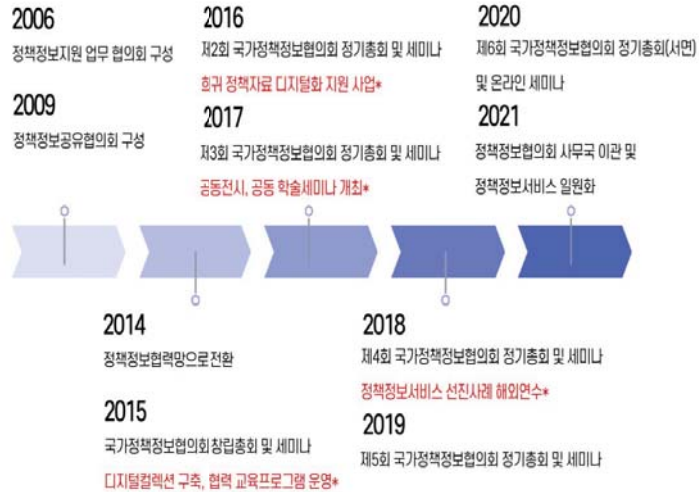 2006
정책정보지원 업무 협의회 구성
2009
정책정보공유협의회 구성
2016
제2회 국가정책정보협의회 정기총회 및 세미나
희귀 정책자료 디지털화 지원 사업*
2017
제3회 국가정책정보협의회 정기총회 및 세미나
공동전시, 공동 학술세미나 개최*
2020
제6회 국가정책정보협의회 정기총회(서면)
및 온라인 세미나
2021
정책정보협의회 사무국 이관 및
정책정보서비스 일원화
2014
정책정보협력망으로 전환
2015
국가정책정보협의회 창립총회 및 세미나
디지털컬렉션 구축, 협력 교육프로그램 운영*
2018
제4회 국가정책정보협의회 정기총회 및 세미나
정책정보서비스 선진사례 해외연수*
2019
제5회 국가정책정보협의회 정기총회 및 세미나